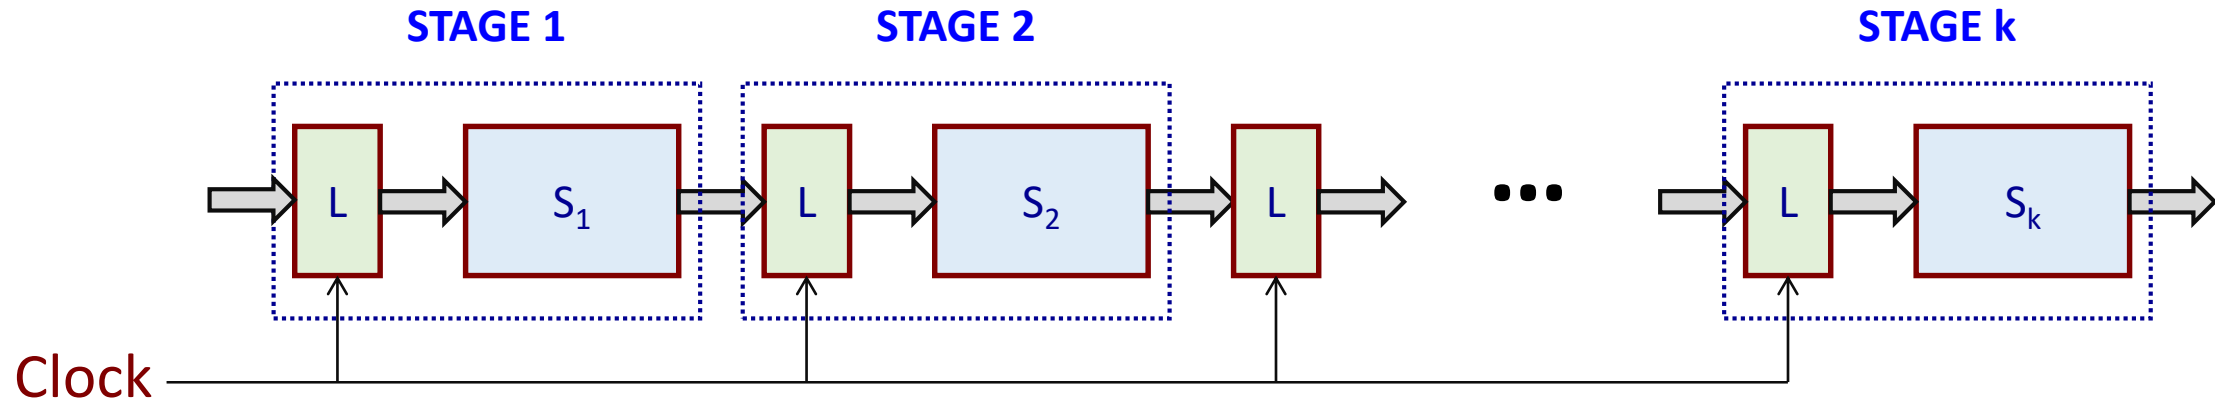 STAGE 1 STAGE 2 STAGE k
L S₁ L S₂ L ... L Sₖ
Clock